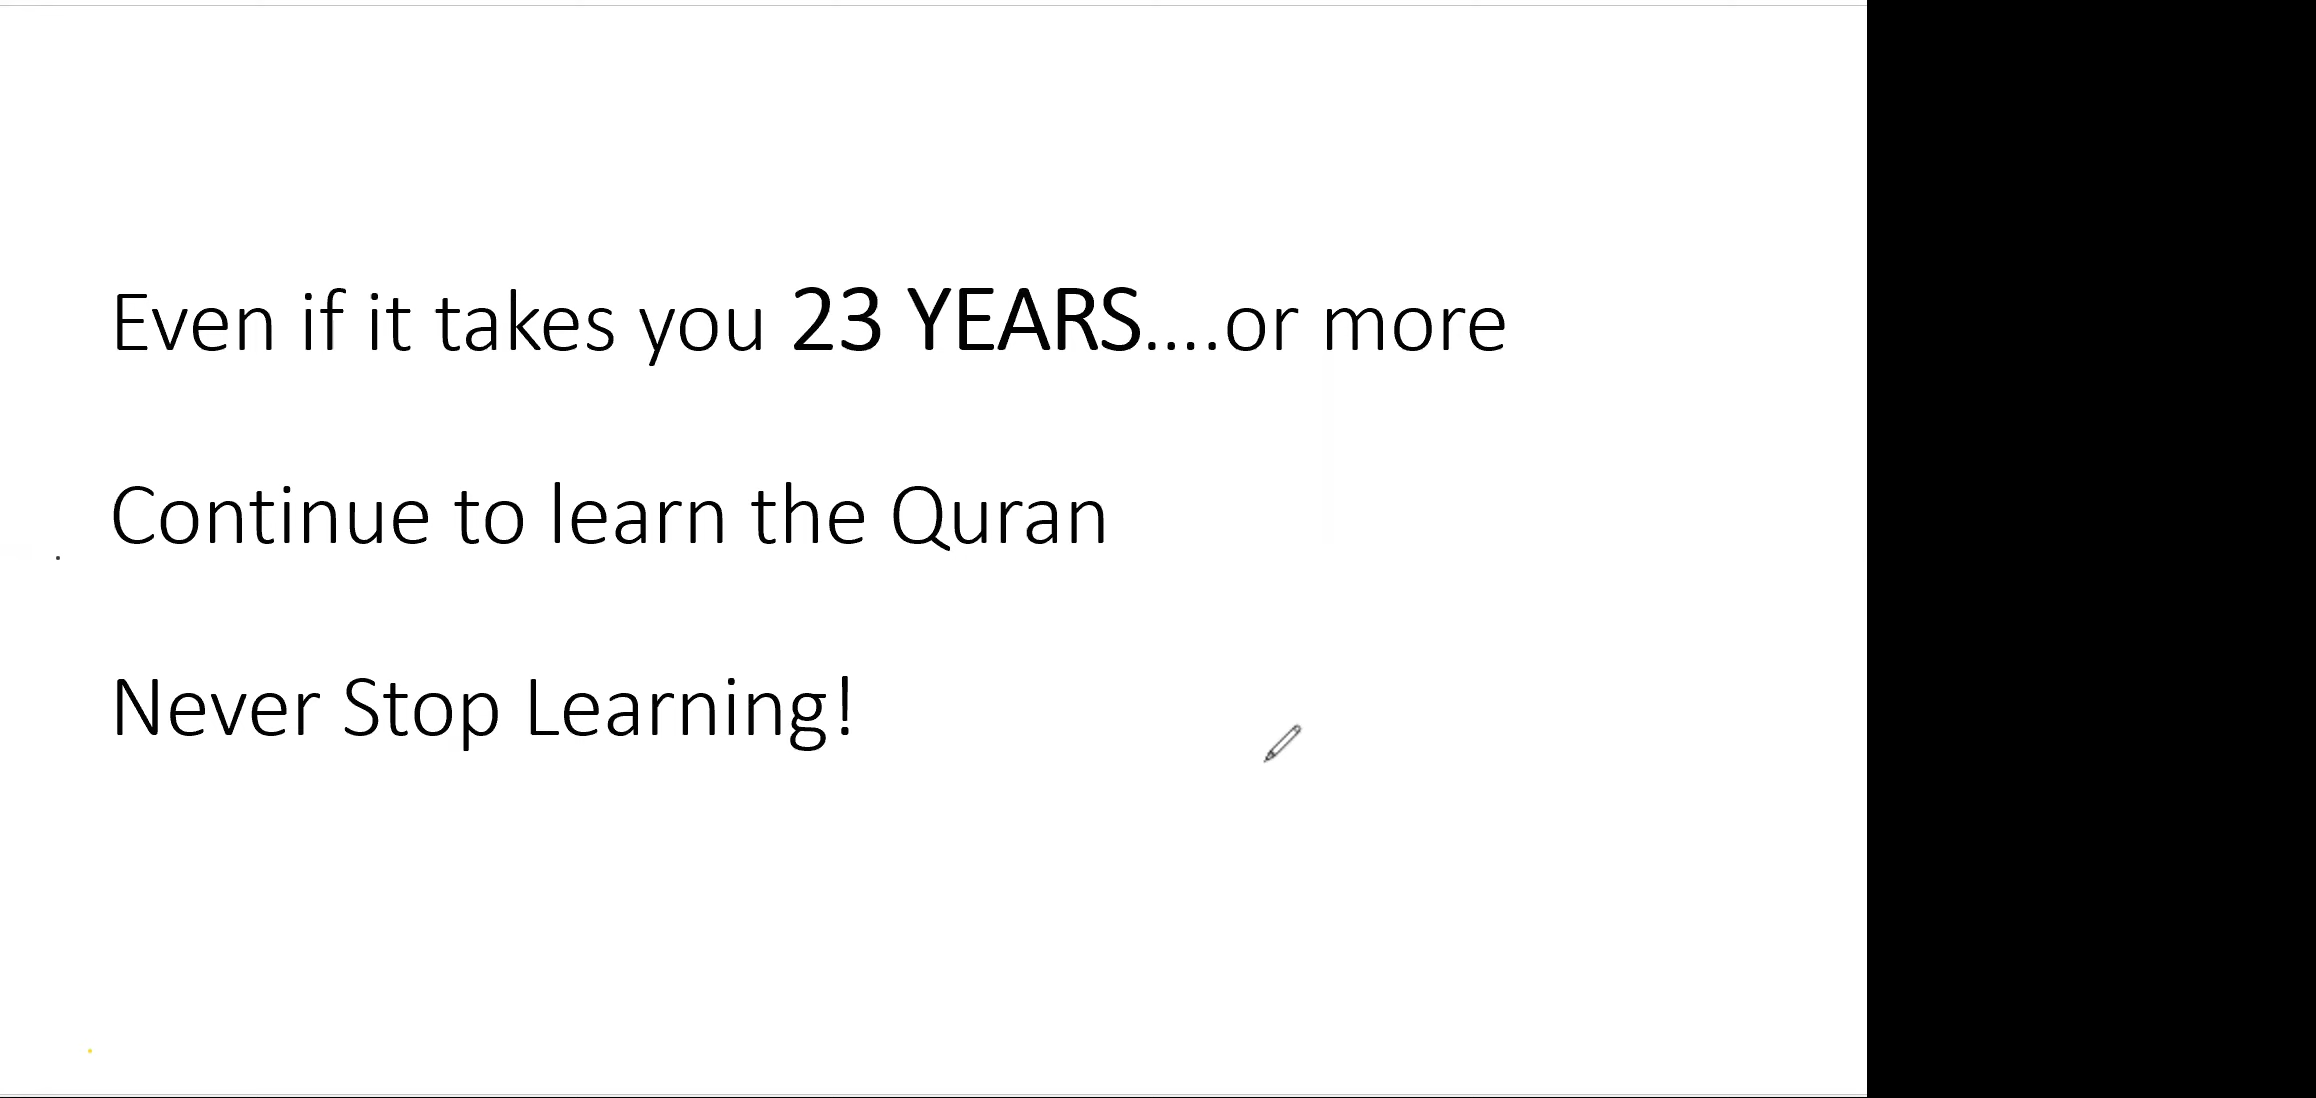 Even if it takes you 23 YEARS....or more
Continue to learn the Quran
Never Stop Learning!